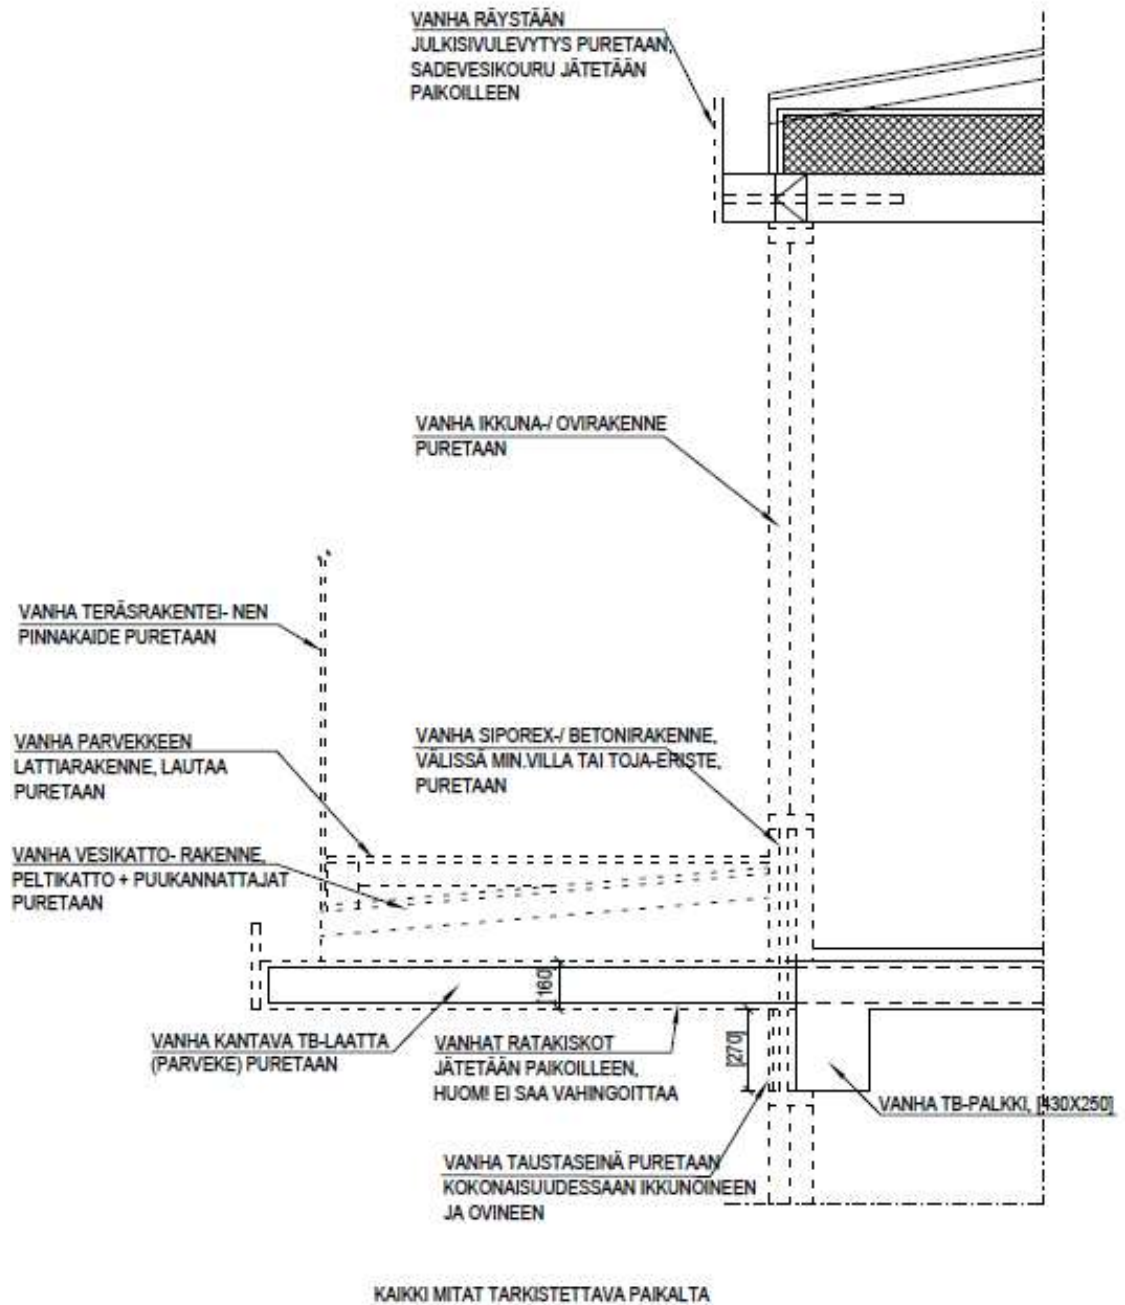 VANHA RÄYSTÄÄN
JULKISIVULEVYTYS PURETAAN,
SADEVESIKOURU JÄTETÄÄN
PAIKOILLEEN
VANHA IKKUNA-/ OVIRAKENNE
PURETAAN
VANHA TERÄSRAKENTEI- NEN
PINNAKAIDE PURETAAN
VANHA PARVEKKEEN
LATTIARAKENNE, LAUTAA
PURETAAN
VANHA SIPOREX-/ BETONIRAKENNE,
VÄLISSÄ MIN.VILLA TAI TOJA-ERISTE,
PURETAAN
VANHA VESIKATTO- RAKENNE,
PELTIKATTO + PUUKANNATTAJAT
PURETAAN
[160]
VANHA KANTAVA TB-LAATTA
(PARVEKE) PURETAAN
VANHAT RATAKISKOT
JÄTETÄÄN PAIKOILLEEN,
HUOM! EI SAA VAHINGOITTAA
[270]
VANHA TB-PALKKI, [430X250]
VANHA TAUSTASEINÄ PURETAAN
KOKONAISUUDESSAAN IKKUNOINEEN
JA OVINEEN
KAIKKI MITAT TARKISTETTAVA PAIKALTA